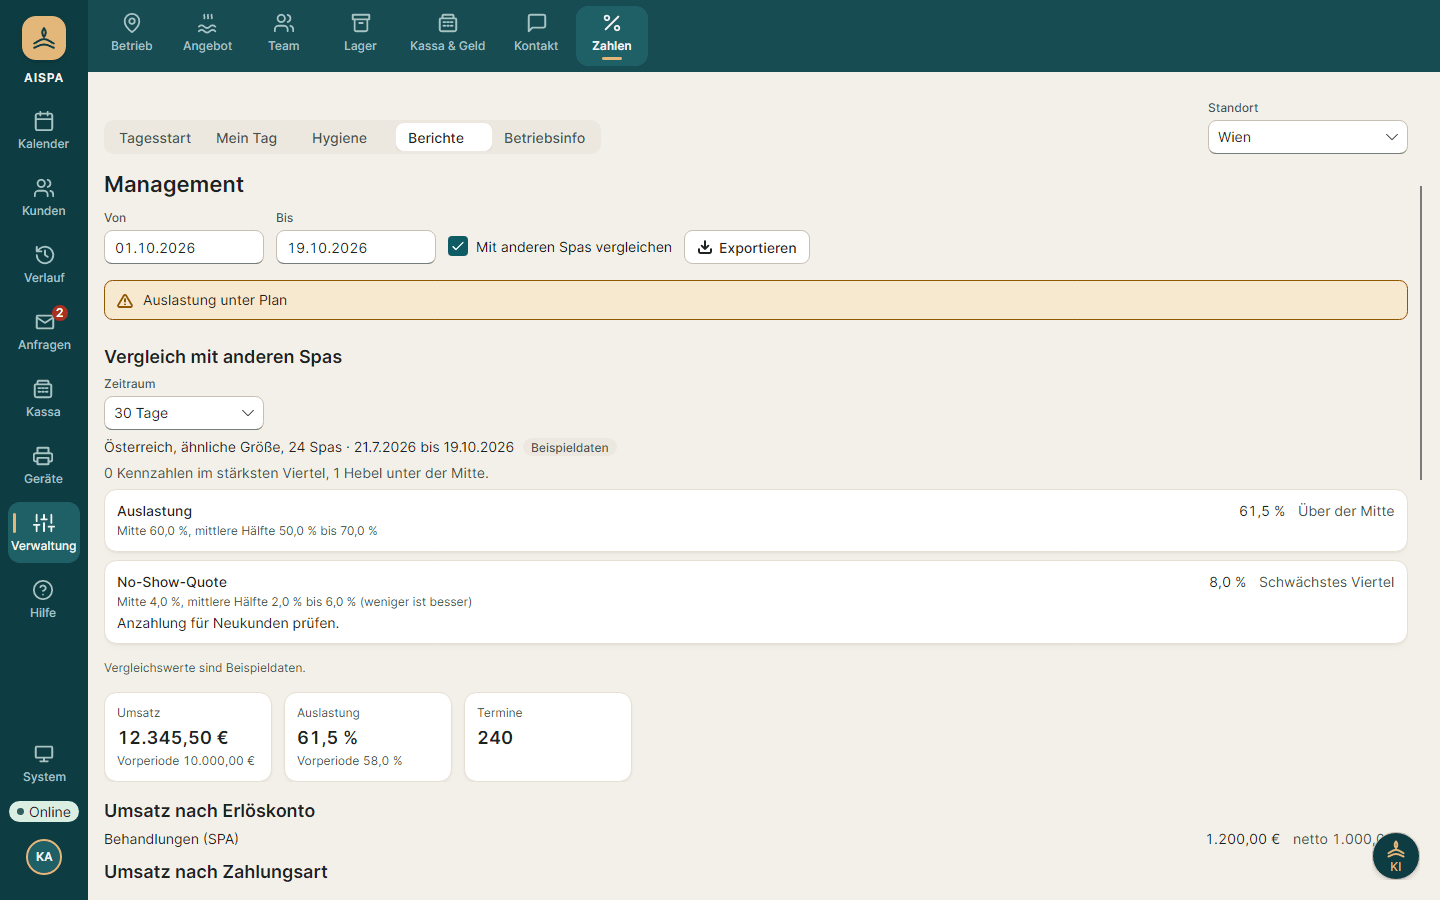 AISPA
Kalender
Kunden
Verlauf
2
Anfragen
Kassa
Geräte
Verwaltung
Hilfe
System
Online
KA
Betrieb
Angebot
Team
Lager
Kassa & Geld
Kontakt
Zahlen
Tagesstart
Mein Tag
Hygiene
Berichte
Betriebsinfo
Standort
Wien
Management
Von
Bis
01.10.2026
19.10.2026
Mit anderen Spas vergleichen
Exportieren
Auslastung unter Plan
Vergleich mit anderen Spas
Zeitraum
30 Tage
Österreich, ähnliche Größe, 24 Spas · 21.7.2026 bis 19.10.2026 Beispieldaten
0 Kennzahlen im stärksten Viertel, 1 Hebel unter der Mitte.
Auslastung 61,5 % Über der Mitte
Mitte 60,0 %, mittlere Hälfte 50,0 % bis 70,0 %
No-Show-Quote 8,0 % Schwächstes Viertel
Mitte 4,0 %, mittlere Hälfte 2,0 % bis 6,0 % (weniger ist besser)
Anzahlung für Neukunden prüfen.
Vergleichswerte sind Beispieldaten.
Umsatz
12.345,50 €
Vorperiode 10.000,00 €
Auslastung
61,5 %
Vorperiode 58,0 %
Termine
240
Umsatz nach Erlöskonto
Behandlungen (SPA) 1.200,00 € netto
Umsatz nach Zahlungsart
KI